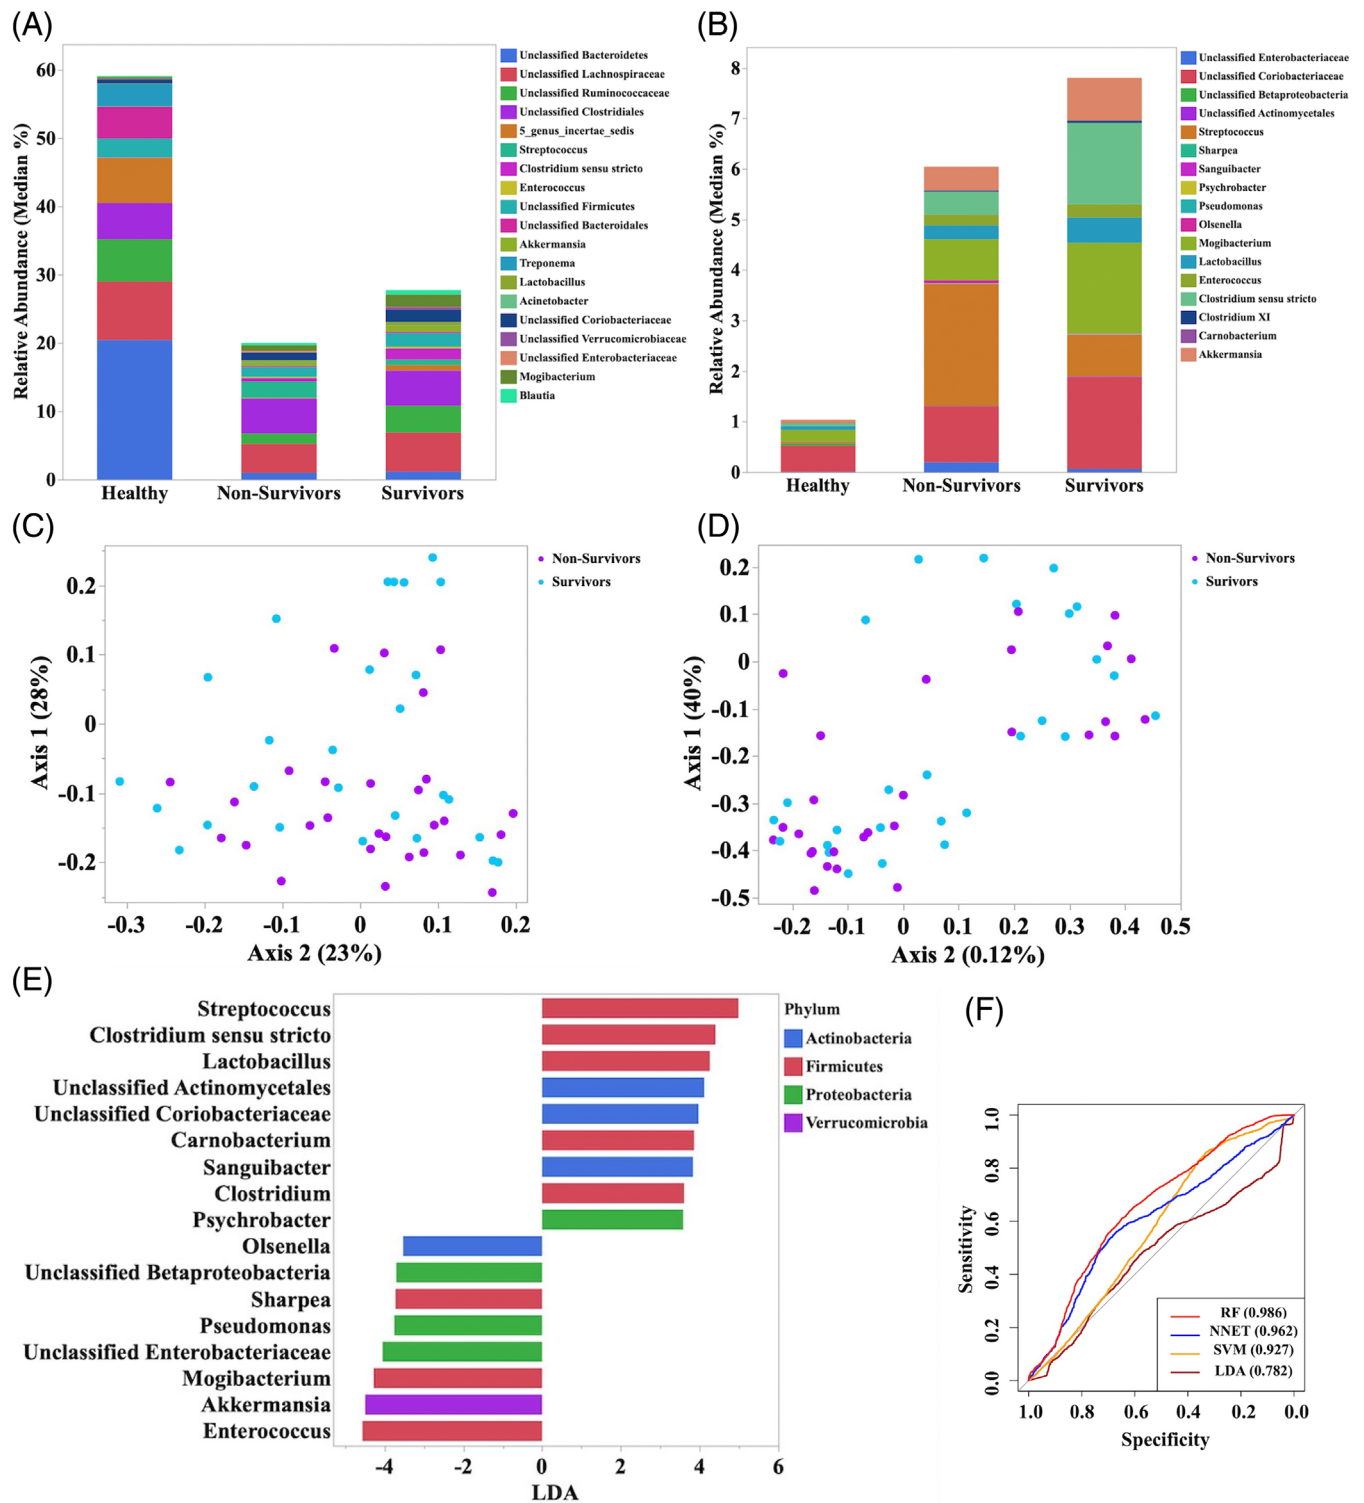 (A)
Relative Abundance (Median %)
60
50
40
30
20
10
0
Healthy
Non-Survivors
Survivors
Unclassified Bacteroidetes
Unclassified Lachnospiraceae
Unclassified Ruminococcaceae
Unclassified Clostridiales
5_genus_incertae_sedis
Streptococcus
Clostridium sensu stricto
Enterococcus
Unclassified Firmicutes
Unclassified Bacteroidales
Akkermansia
Treponema
Lactobacillus
Acinetobacter
Unclassified Coriobacteriaceae
Unclassified Verrucomicrobiaceae
Unclassified Enterobacteriaceae
Mogibacterium
Blautia
(B)
Relative Abundance (Median %)
8
7
6
5
4
3
2
1
0
Healthy
Non-Survivors
Survivors
Unclassified Enterobacteriaceae
Unclassified Coriobacteriaceae
Unclassified Betaproteobacteria
Unclassified Actinomycetales
Streptococcus
Sharpea
Sanguibacter
Psychrobacter
Pseudomonas
Olsenella
Mogibacterium
Lactobacillus
Enterococcus
Clostridium sensu stricto
Clostridium XI
Carnobacterium
Akkermansia
(C)
Axis 1 (28%)
0.2
0.1
0
-0.1
-0.2
-0.3
-0.2
-0.1
0
0.1
0.2
Axis 2 (23%)
Non-Survivors
Survivors
(D)
Axis 1 (40%)
0.2
0.1
0
-0.1
-0.2
-0.3
-0.4
-0.5
-0.2
-0.1
0
0.1
0.2
0.3
0.4
0.5
Axis 2 (0.12%)
Non-Survivors
Surivors
(E)
Streptococcus
Clostridium sensu stricto
Lactobacillus
Unclassified Actinomycetales
Unclassified Coriobacteriaceae
Carnobacterium
Sanguibacter
Clostridium
Psychrobacter
Olsenella
Unclassified Betaproteobacteria
Sharpea
Pseudomonas
Unclassified Enterobacteriaceae
Mogibacterium
Akkermansia
Enterococcus
-4
-2
0
2
4
6
LDA
Phylum
Actinobacteria
Firmicutes
Proteobacteria
Verrucomicrobia
(F)
Sensitivity
1.0
0.8
0.6
0.4
0.2
0.0
1.0
0.8
0.6
0.4
0.2
0.0
Specificity
RF (0.986)
NNET (0.962)
SVM (0.927)
LDA (0.782)